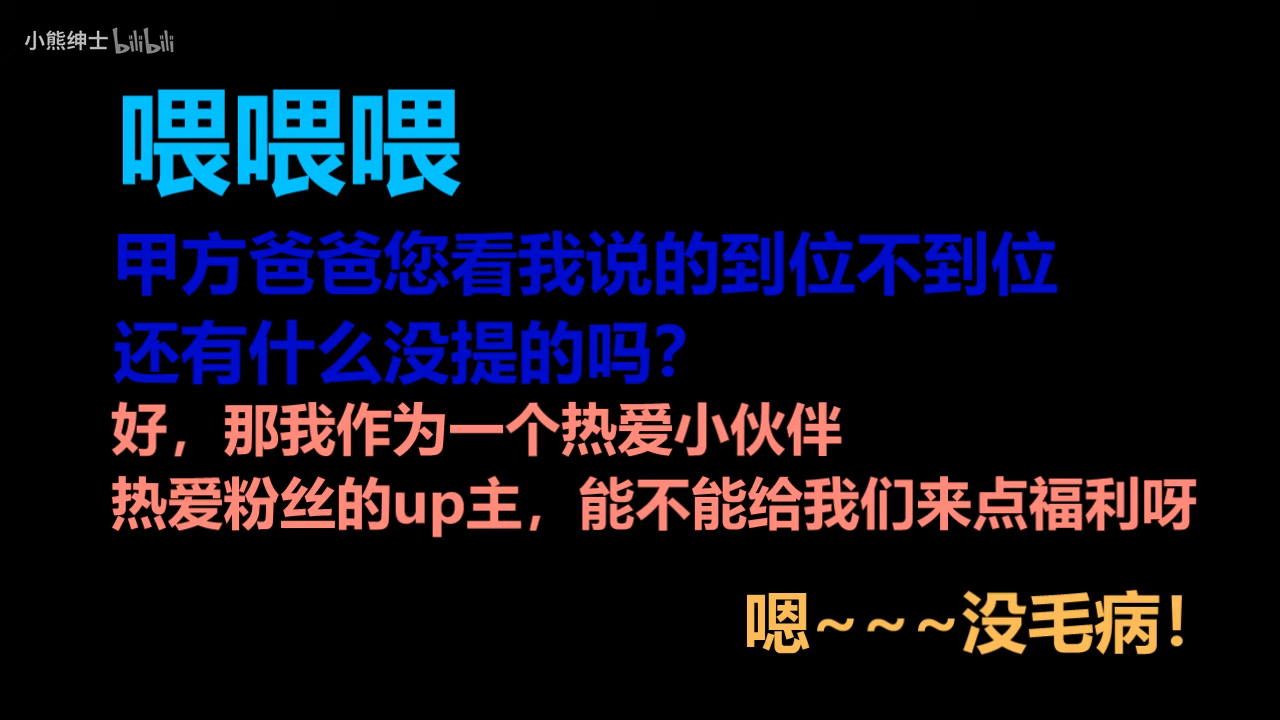 小熊绅士 bilibili
喂喂喂
甲方爸爸您看我说的到位不到位
还有什么没提的吗？
好，那我作为一个热爱小伙伴
热爱粉丝的up主，能不能给我们来点福利呀
嗯~~~没毛病！